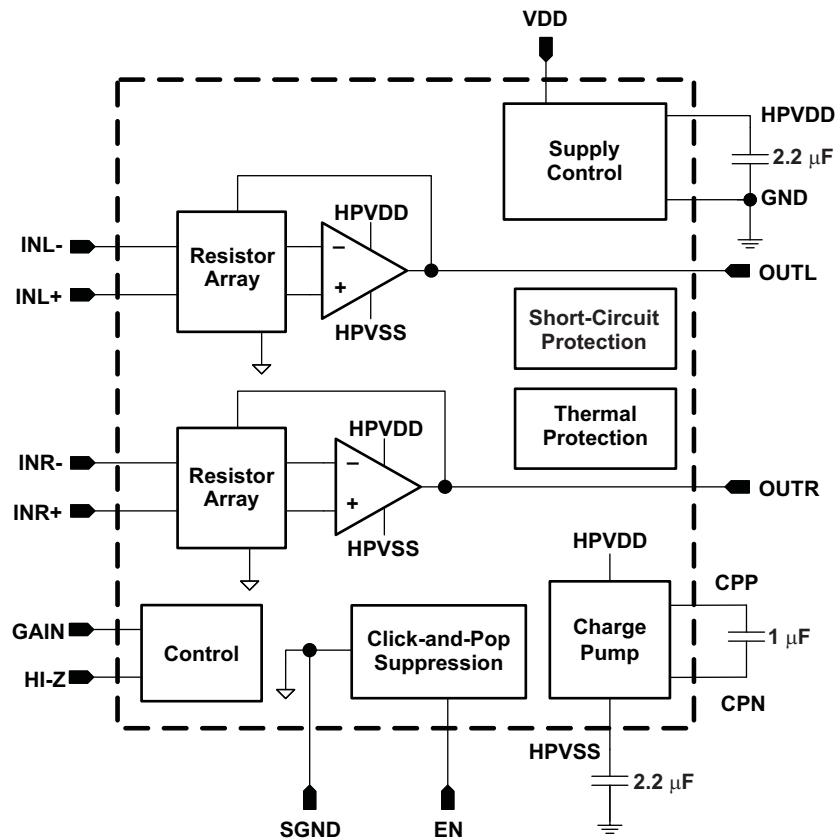 VDD
HPVDD
Supply
Control
2.2 μF
GND
HPVDD
INL-
Resistor
Array
−
INL+
+
OUTL
HPVSS
Short-Circuit
Protection
Thermal
Protection
HPVDD
INR-
Resistor
Array
−
INR+
+
OUTR
HPVSS
HPVDD
CPP
GAIN
Control
HI-Z
Click-and-Pop
Suppression
Charge
Pump
1 μF
CPN
HPVSS
2.2 μF
SGND
EN